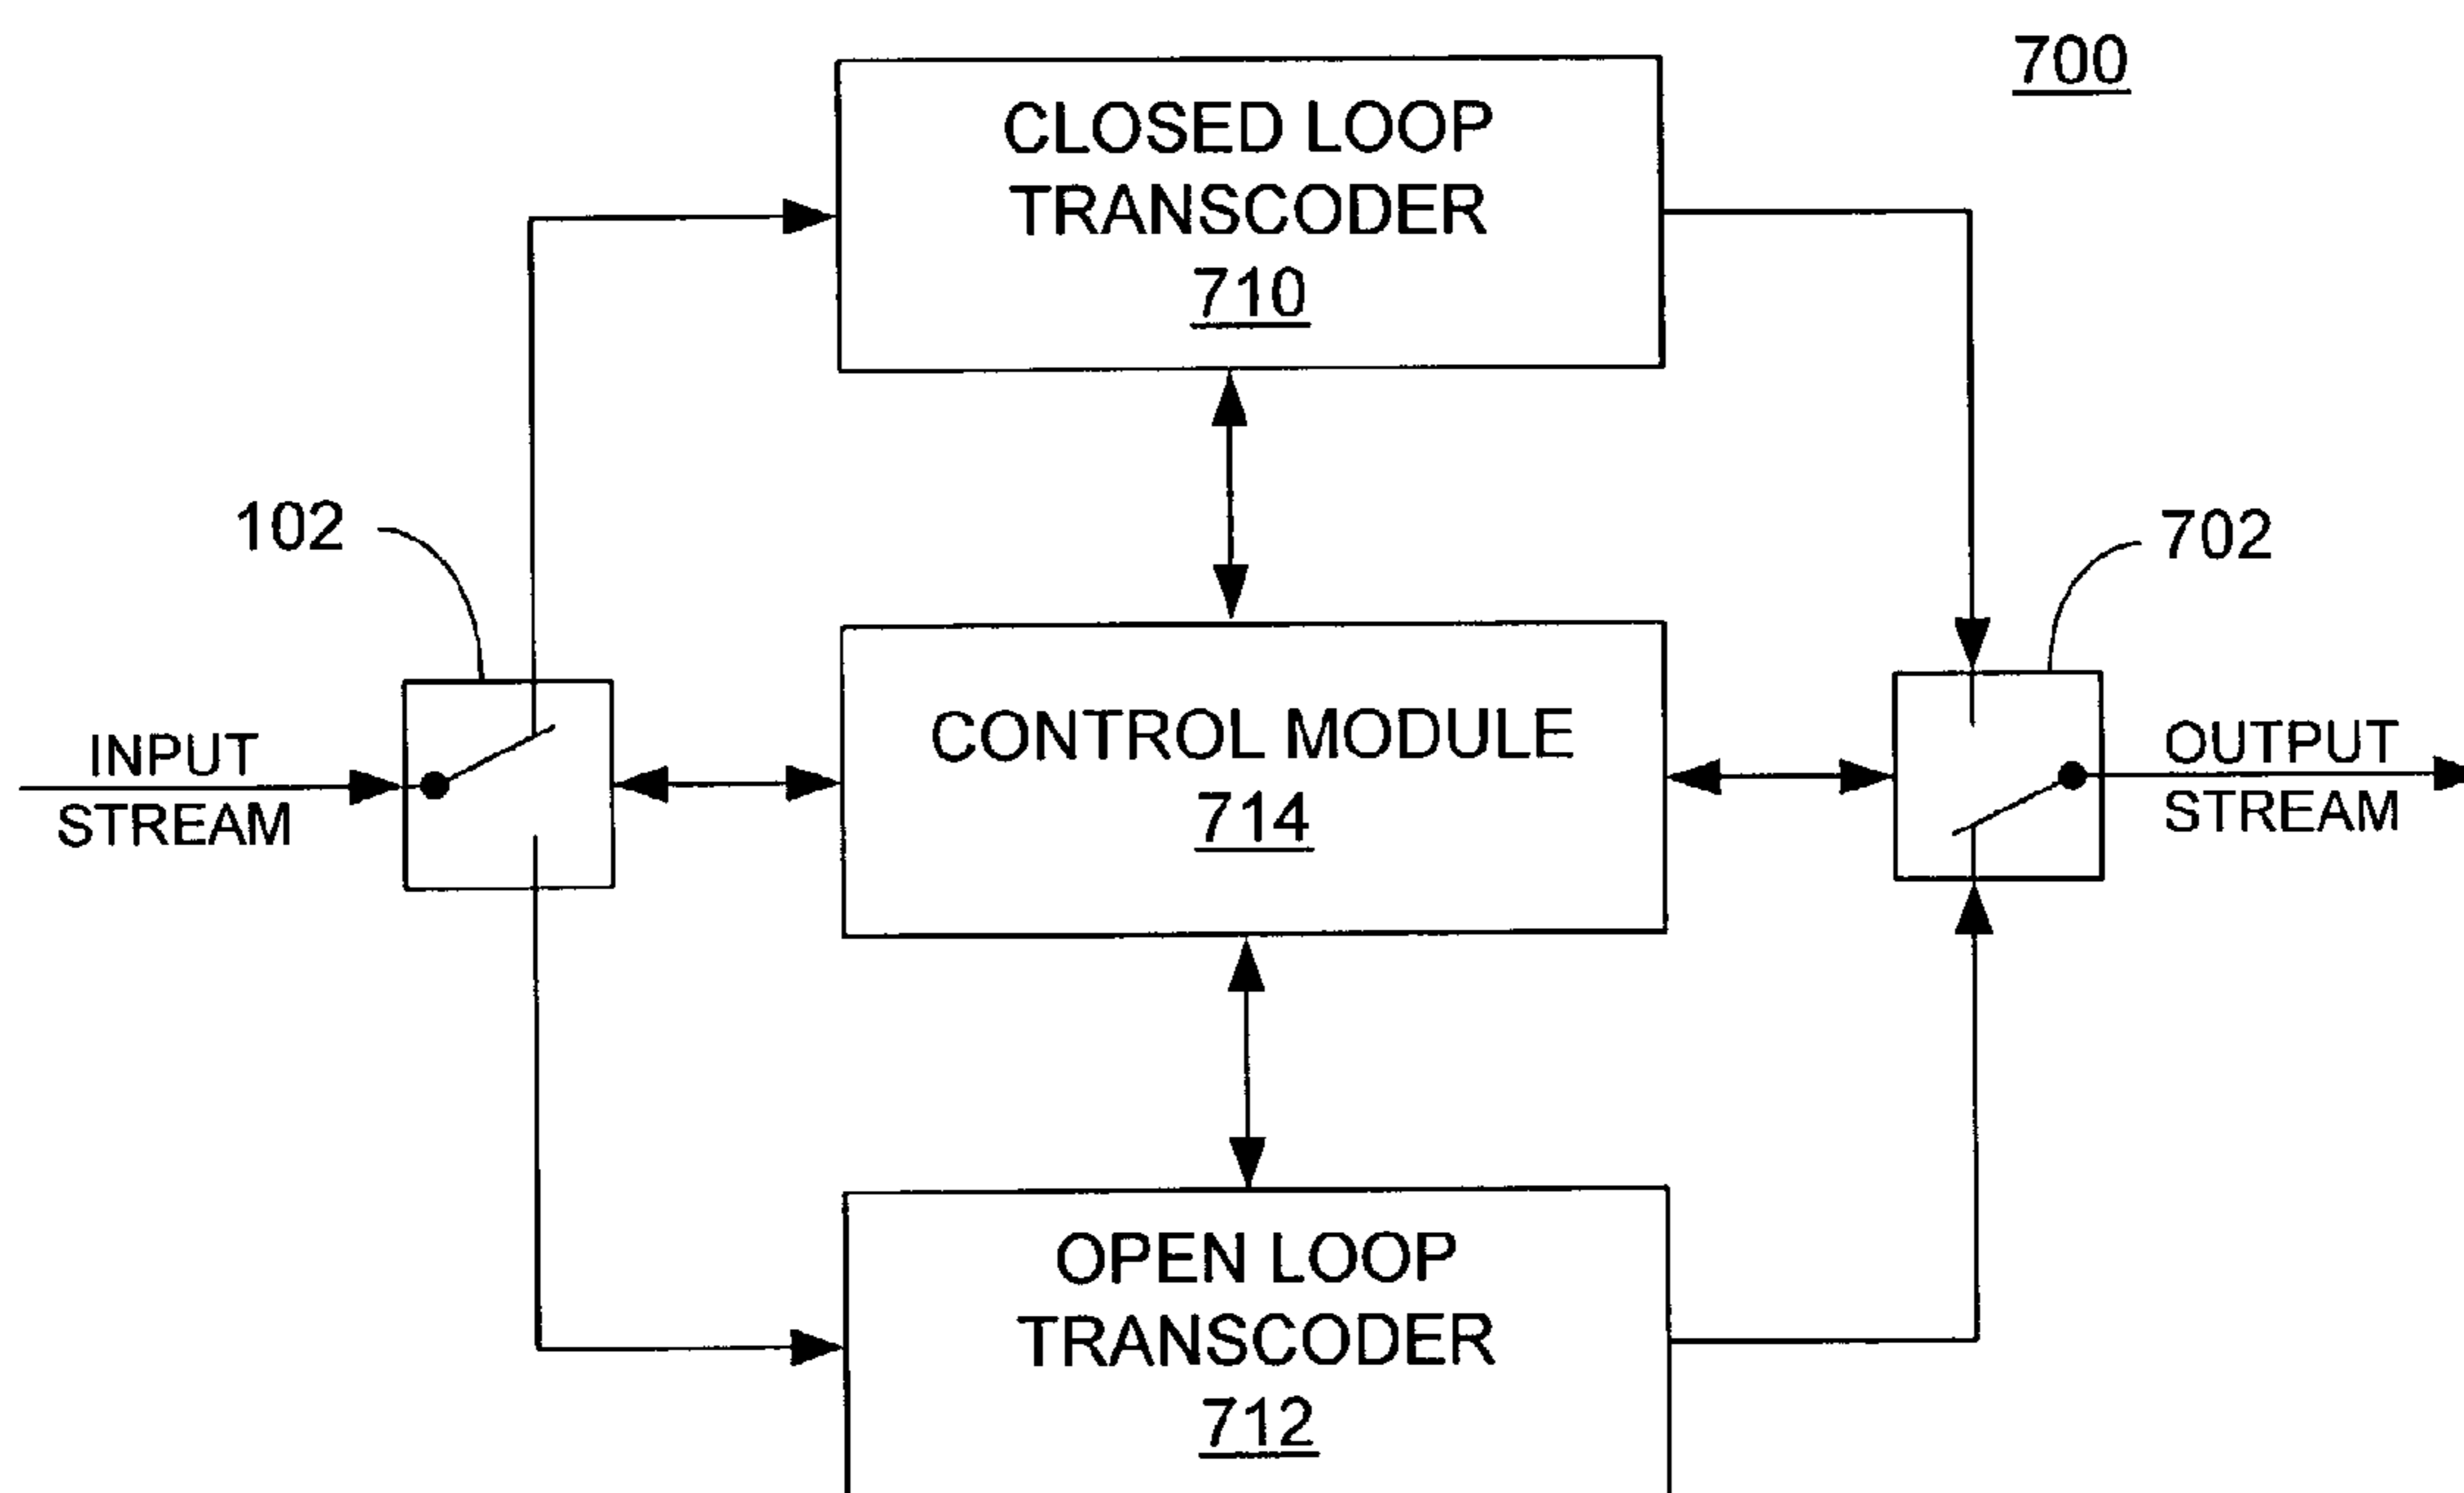 700
CLOSED LOOP
TRANSCODER
710
102
702
INPUT
STREAM
CONTROL MODULE
714
OUTPUT
STREAM
OPEN LOOP
TRANSCODER
712